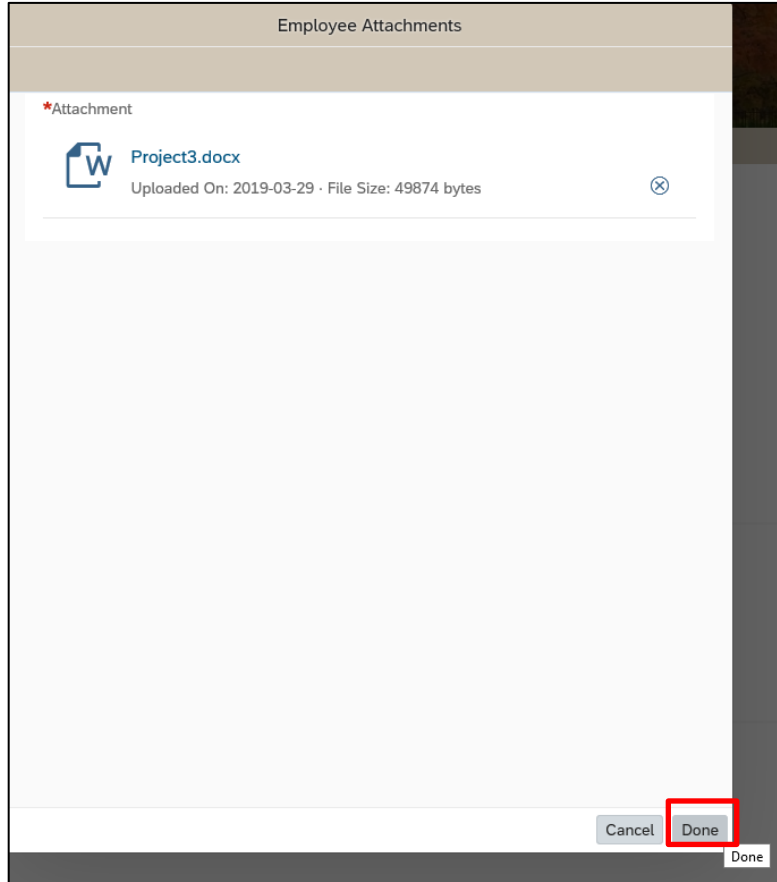 Employee Attachments
*Attachment
W
Project3.docx
Uploaded On: 2019-03-29 · File Size: 49874 bytes
Cancel Done
Done